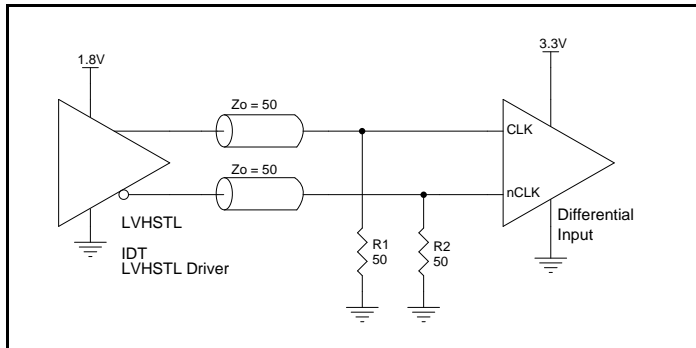 1.8V
3.3V
Zo = 50
CLK
Zo = 50
nCLK
LVHSTL
IDT
LVHSTL Driver
R1
50
R2
50
Differential
Input